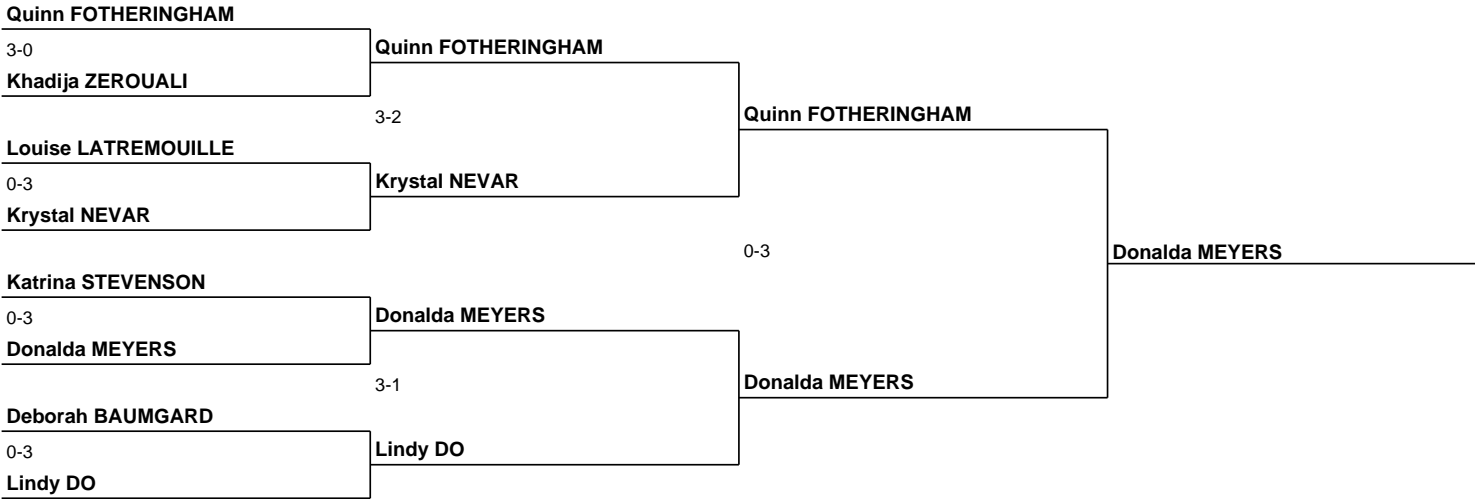 Quinn FOTHERINGHAM
3-0
Quinn FOTHERINGHAM
Khadija ZEROUALI
3-2
Quinn FOTHERINGHAM
Louise LATREMOUILLE
0-3
Krystal NEVAR
Krystal NEVAR
0-3
Donalda MEYERS
Katrina STEVENSON
0-3
Donalda MEYERS
Donalda MEYERS
3-1
Donalda MEYERS
Deborah BAUMGARD
0-3
Lindy DO
Lindy DO